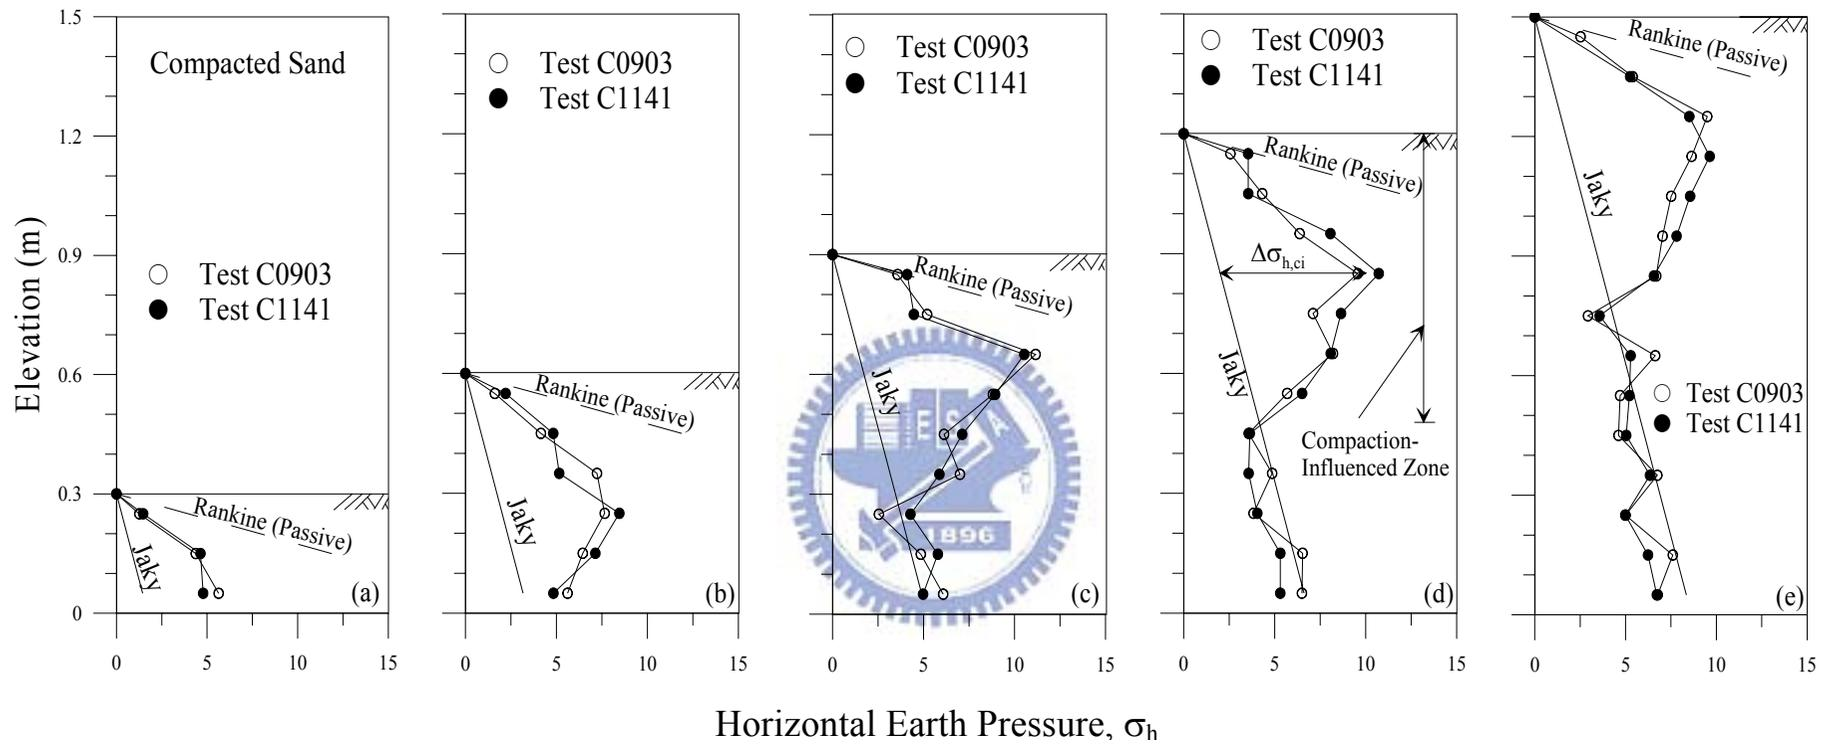 1.5
1.2
0.9
0.6
0.3
0
Elevation (m)
Compacted Sand
Test C0903
Test C1141
Rankine (Passive)
Jaky
(a)
0 5 10 15
Test C0903
Test C1141
Rankine (Passive)
Jaky
(b)
0 5 10 15
Test C0903
Test C1141
Rankine (Passive)
Jaky
ESA
1896
(c)
0 5 10 15
Test C0903
Test C1141
Rankine (Passive)
Δσh,ci
Jaky
Compaction-
Influenced Zone
(d)
0 5 10 15
Rankine (Passive)
Jaky
Test C0903
Test C1141
(e)
0 5 10 15
Horizontal Earth Pressure, σh